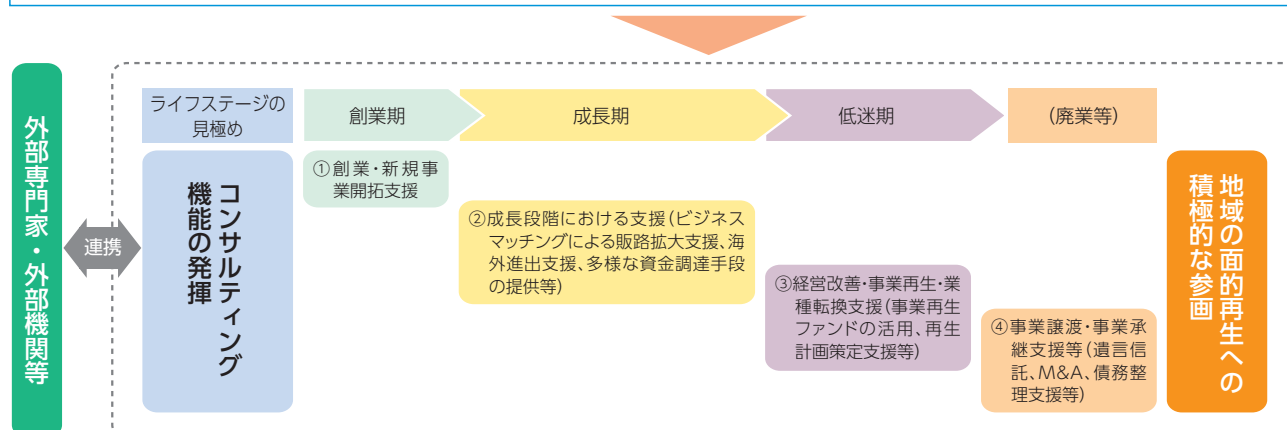 外部専門家・外部機関等
連携
ライフステージの
見極め
コンサルティング
機能の発揮
創業期
成長期
低迷期
(廃業等)
①創業・新規事
業開拓支援
②成長段階における支援(ビジネス
マッチングによる販路拡大支援、海
外進出支援、多様な資金調達手段
の提供等)
③経営改善・事業再生・業
種転換支援(事業再生
ファンドの活用、再生
計画策定支援等)
④事業譲渡・事業承
継支援等(遺言信
託、M&A、債務整
理支援等)
地域の面的再生への
積極的な参画